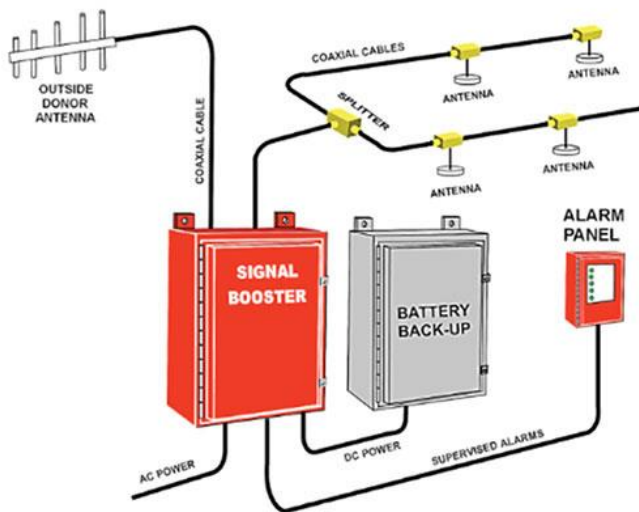 OUTSIDE
DONOR
ANTENNA
COAXIAL CABLE
COAXIAL CABLES
SPLITTER
ANTENNA
ANTENNA
ANTENNA
ANTENNA
SIGNAL
BOOSTER
BATTERY
BACK-UP
ALARM
PANEL
AC POWER
DC POWER
SUPERVISED ALARMS